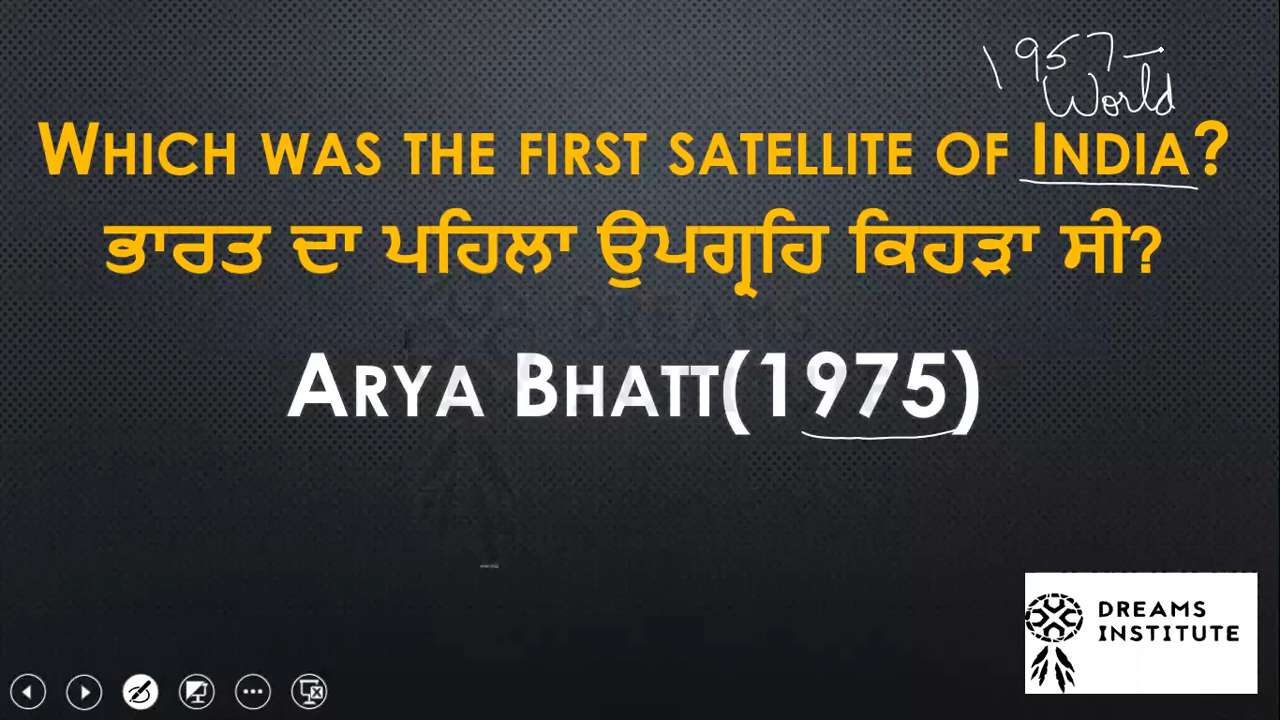 1957 -
World
Which was the first satellite of India?
ਭਾਰਤ ਦਾ ਪਹਿਲਾ ਉਪਗ੍ਰਹਿ ਕਿਹੜਾ ਸੀ?
Arya Bhatt(1975)
DREAMS
INSTITUTE